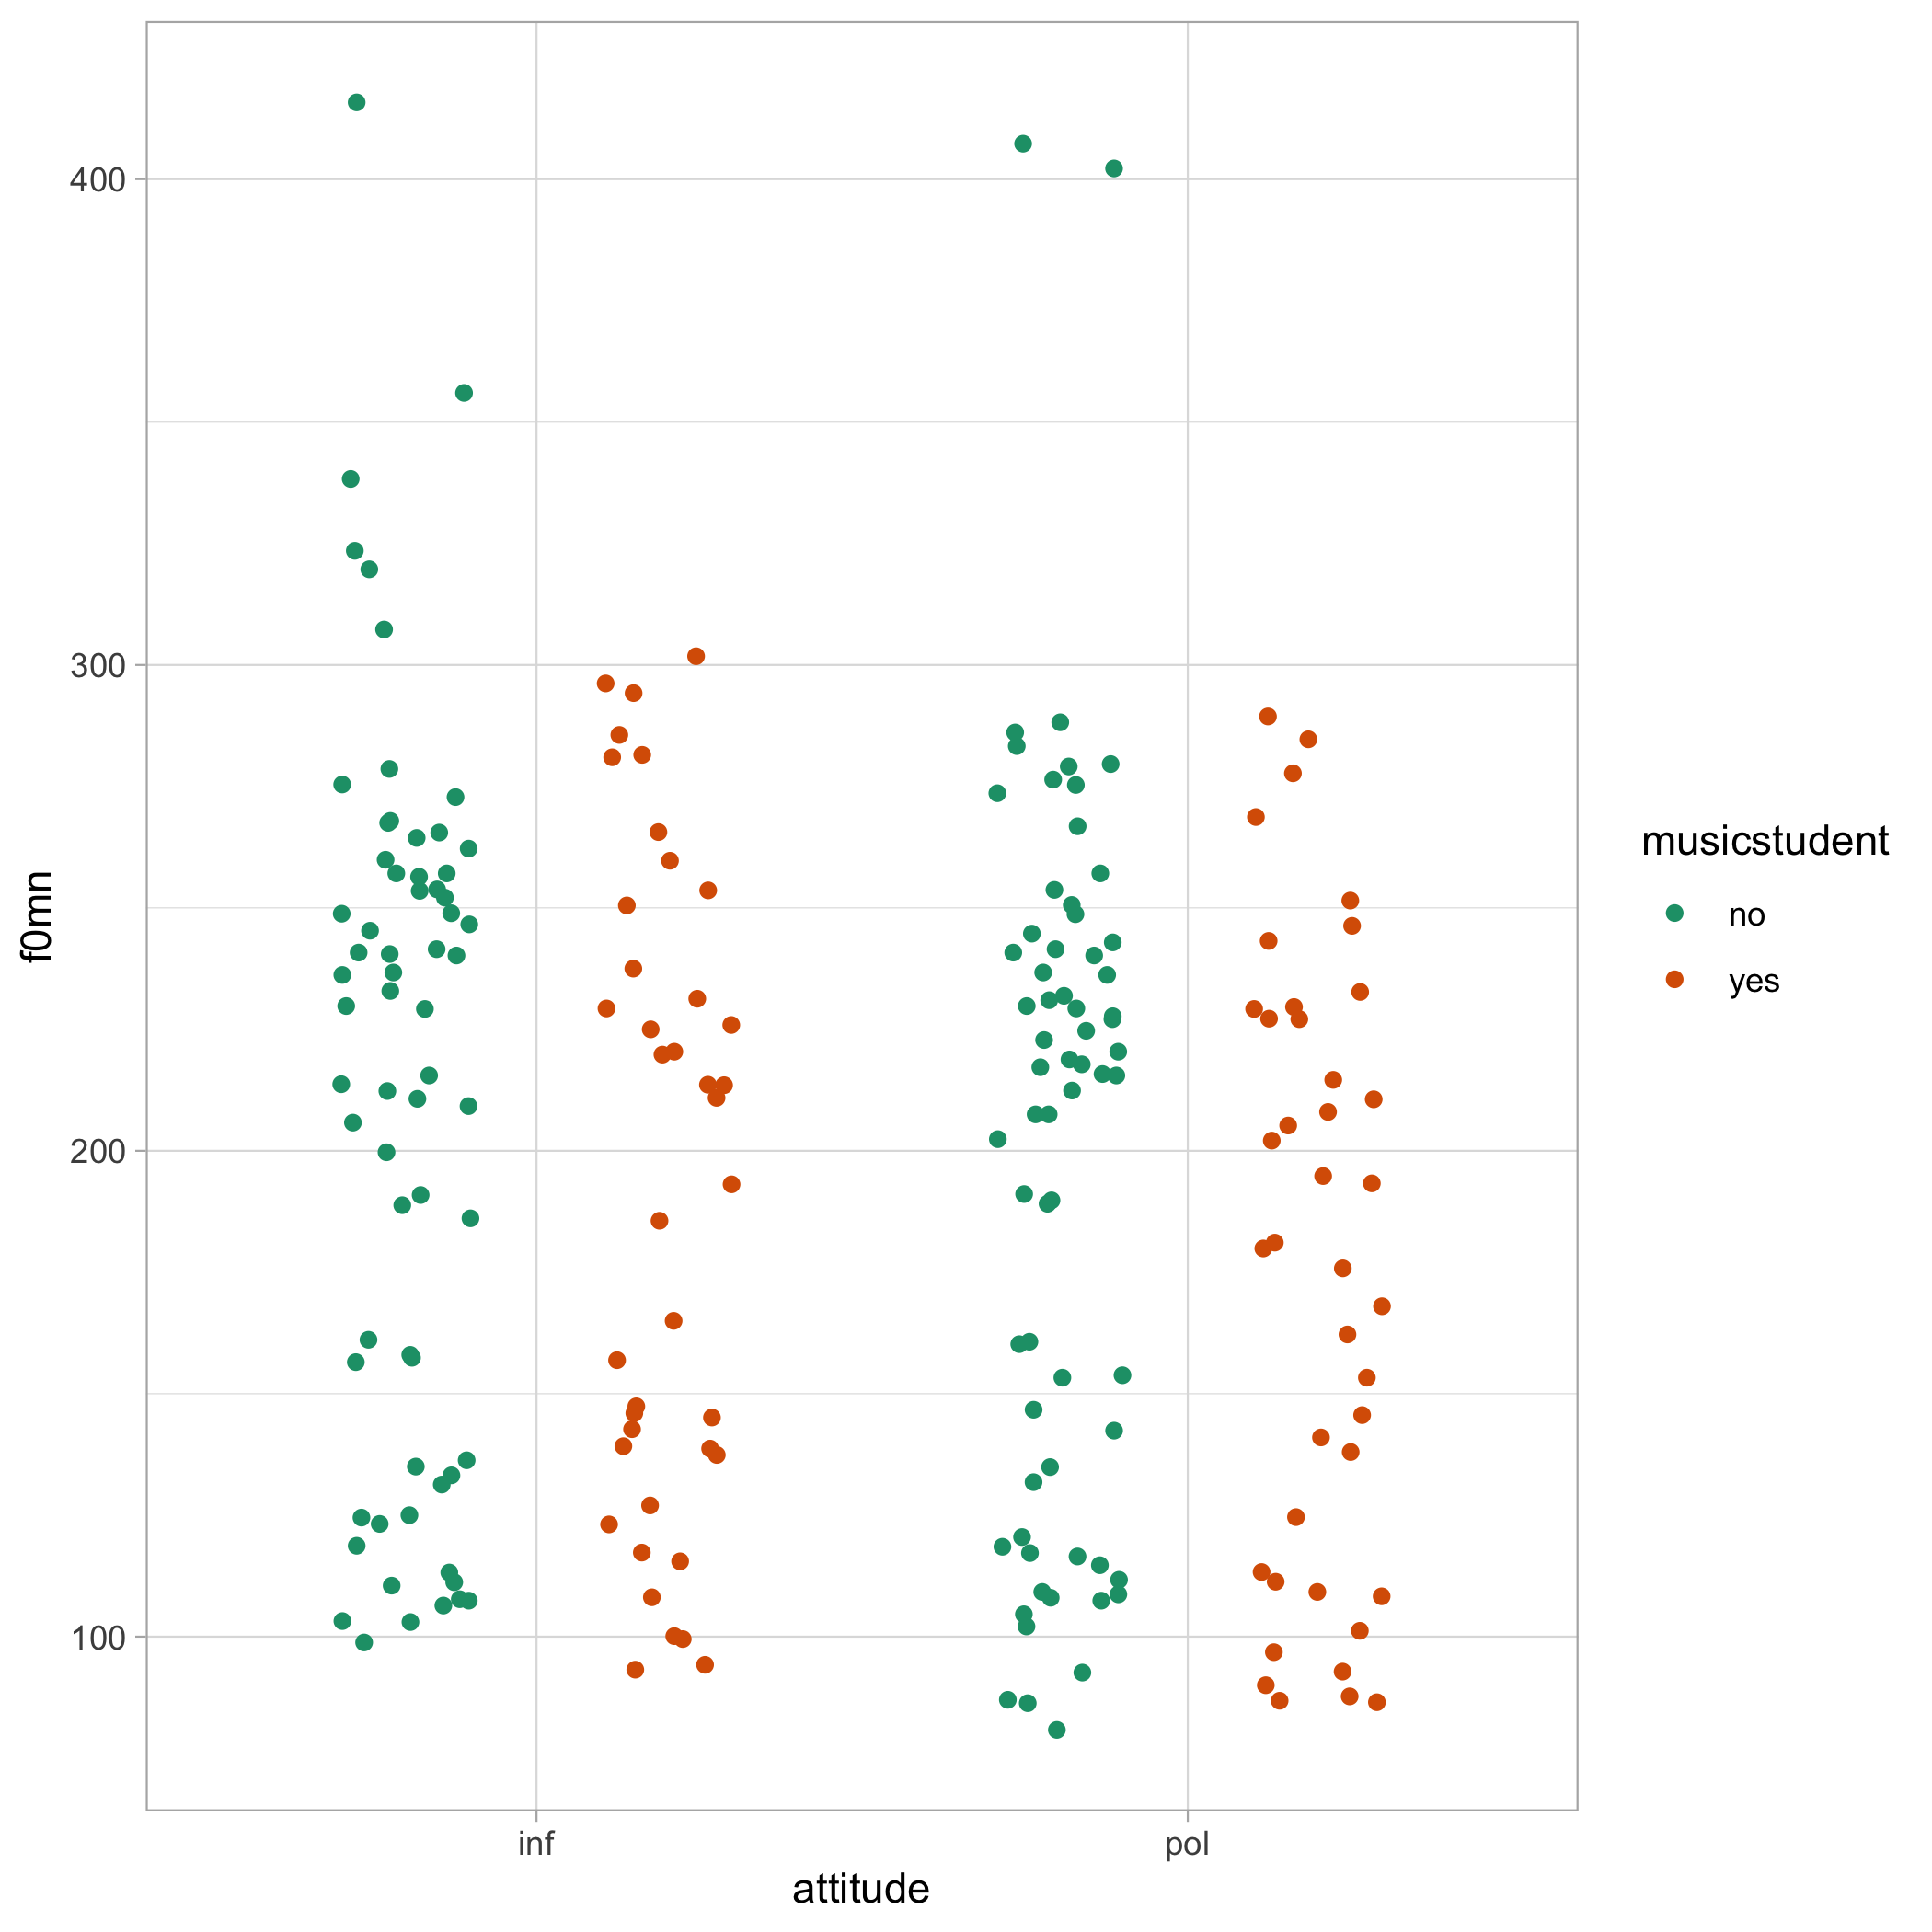 400
300
200
100
f0mn
inf
pol
attitude
musicstudent
no
yes